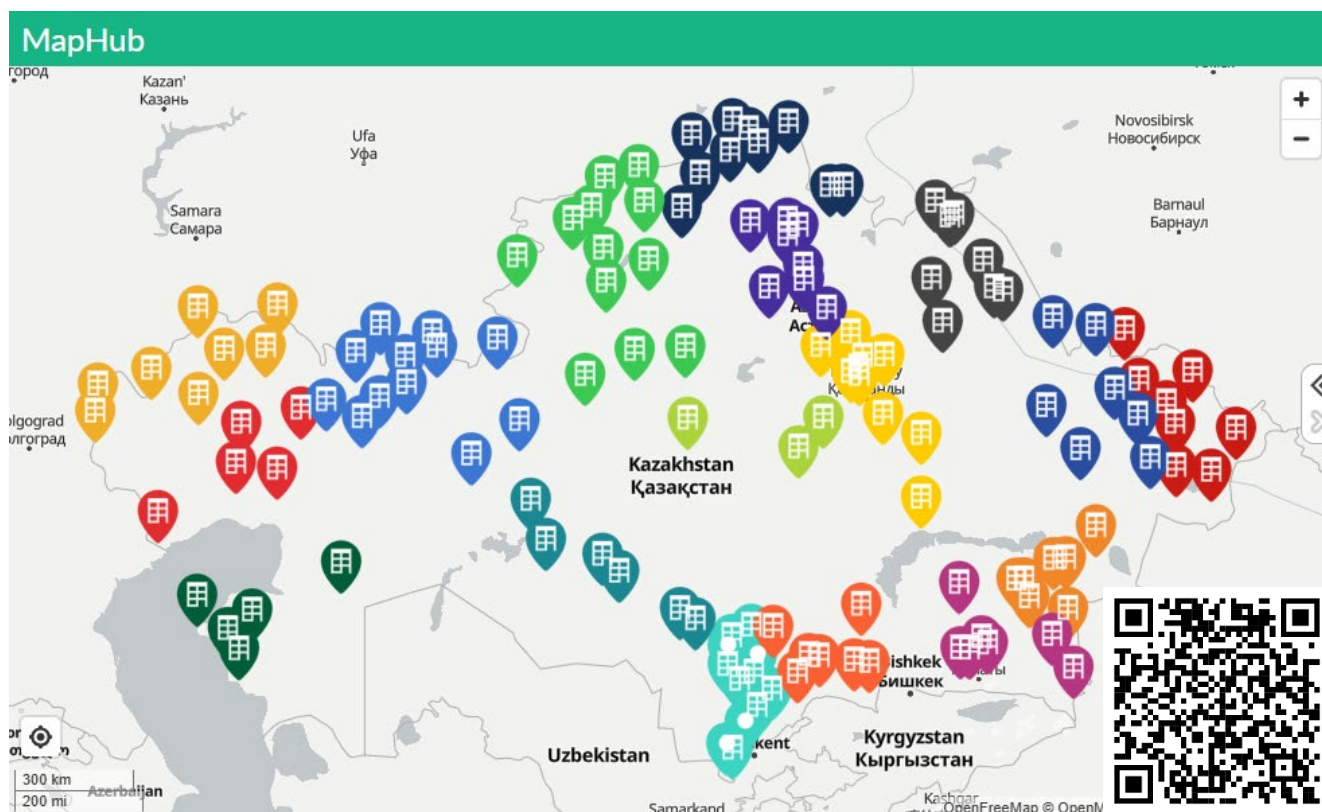 MapHub
город
Kazan'
Казань
Ufa
Уфа
Novosibirsk
Новосибирск
Samara
Самара
Barnaul
Барнаул
olgograd
олгоград
Kazakhstan
Қазақстан
Bishkek
Бишкек
Uzbekistan
Kyrgyzstan
Кыргызстан
300 km
200 mi
Azerbaijan
Samarkand
Kashgar
OpenFreeMap © OpenM